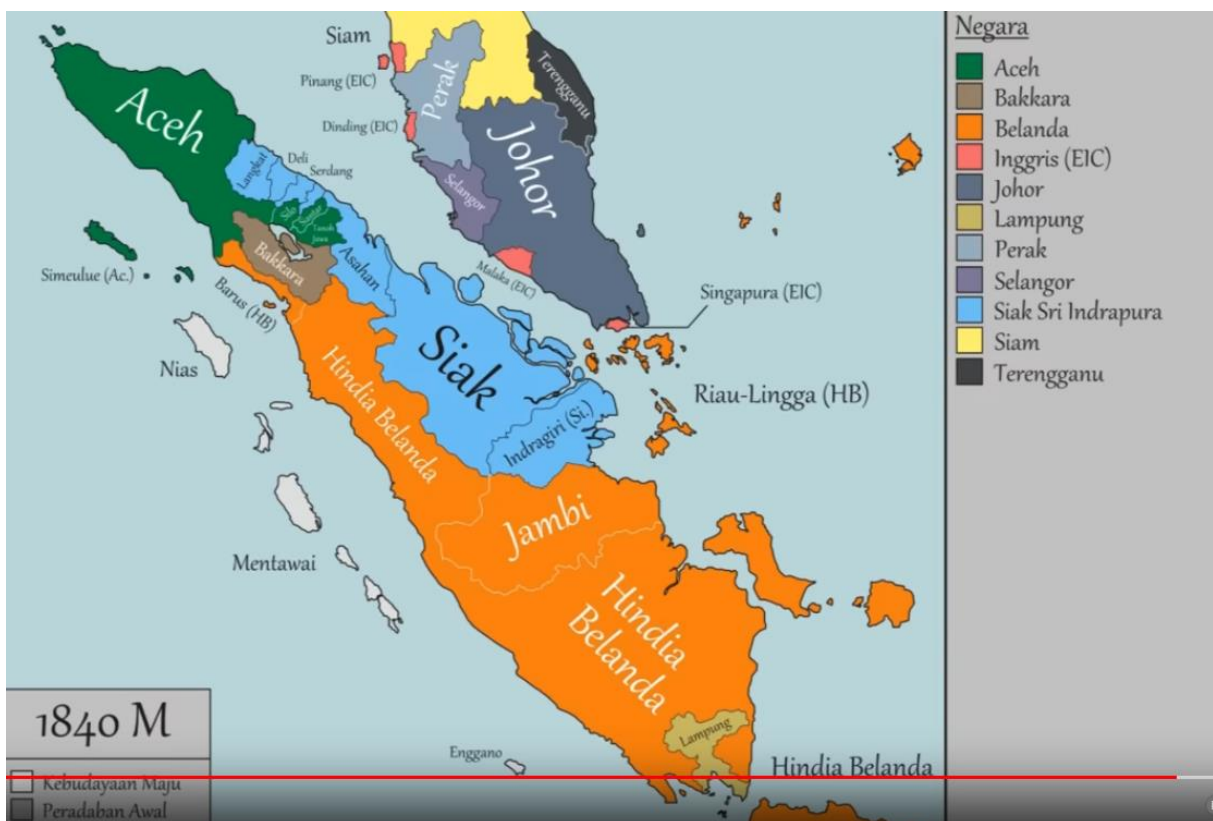 Siam
Pinang (EIC)
Perak
Terengganu
Dinding (EIC)
Aceh
Johor
Langkat
Deli
Serdang
Selangor
Silo
Siantar
Tanoh
Jawa
Bakkara
Asahan
Malaka (EIC)
Simeulue (Ac.)
Barus (HB)
Singapura (EIC)
Nias
Siak
Hindia Belanda
Riau-Lingga (HB)
Indragiri (Si.)
Jambi
Mentawai
Hindia
Belanda
Lampung
Enggano
Hindia Belanda
Negara
Aceh
Bakkara
Belanda
Inggris (EIC)
Johor
Lampung
Perak
Selangor
Siak Sri Indrapura
Siam
Terengganu
1840 M
Kebudayaan Maju
Peradaban Awal